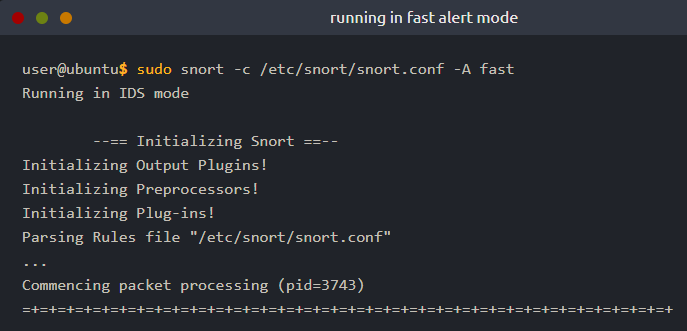 running in fast alert mode
user@ubuntu$ sudo snort -c /etc/snort/snort.conf -A fast
Running in IDS mode
--== Initializing Snort ==--
Initializing Output Plugins!
Initializing Preprocessors!
Initializing Plug-ins!
Parsing Rules file "/etc/snort/snort.conf"
...
Commencing packet processing (pid=3743)
=+=+=+=+=+=+=+=+=+=+=+=+=+=+=+=+=+=+=+=+=+=+=+=+=+=+=+=+=+=+=+=+=+=+=+=+